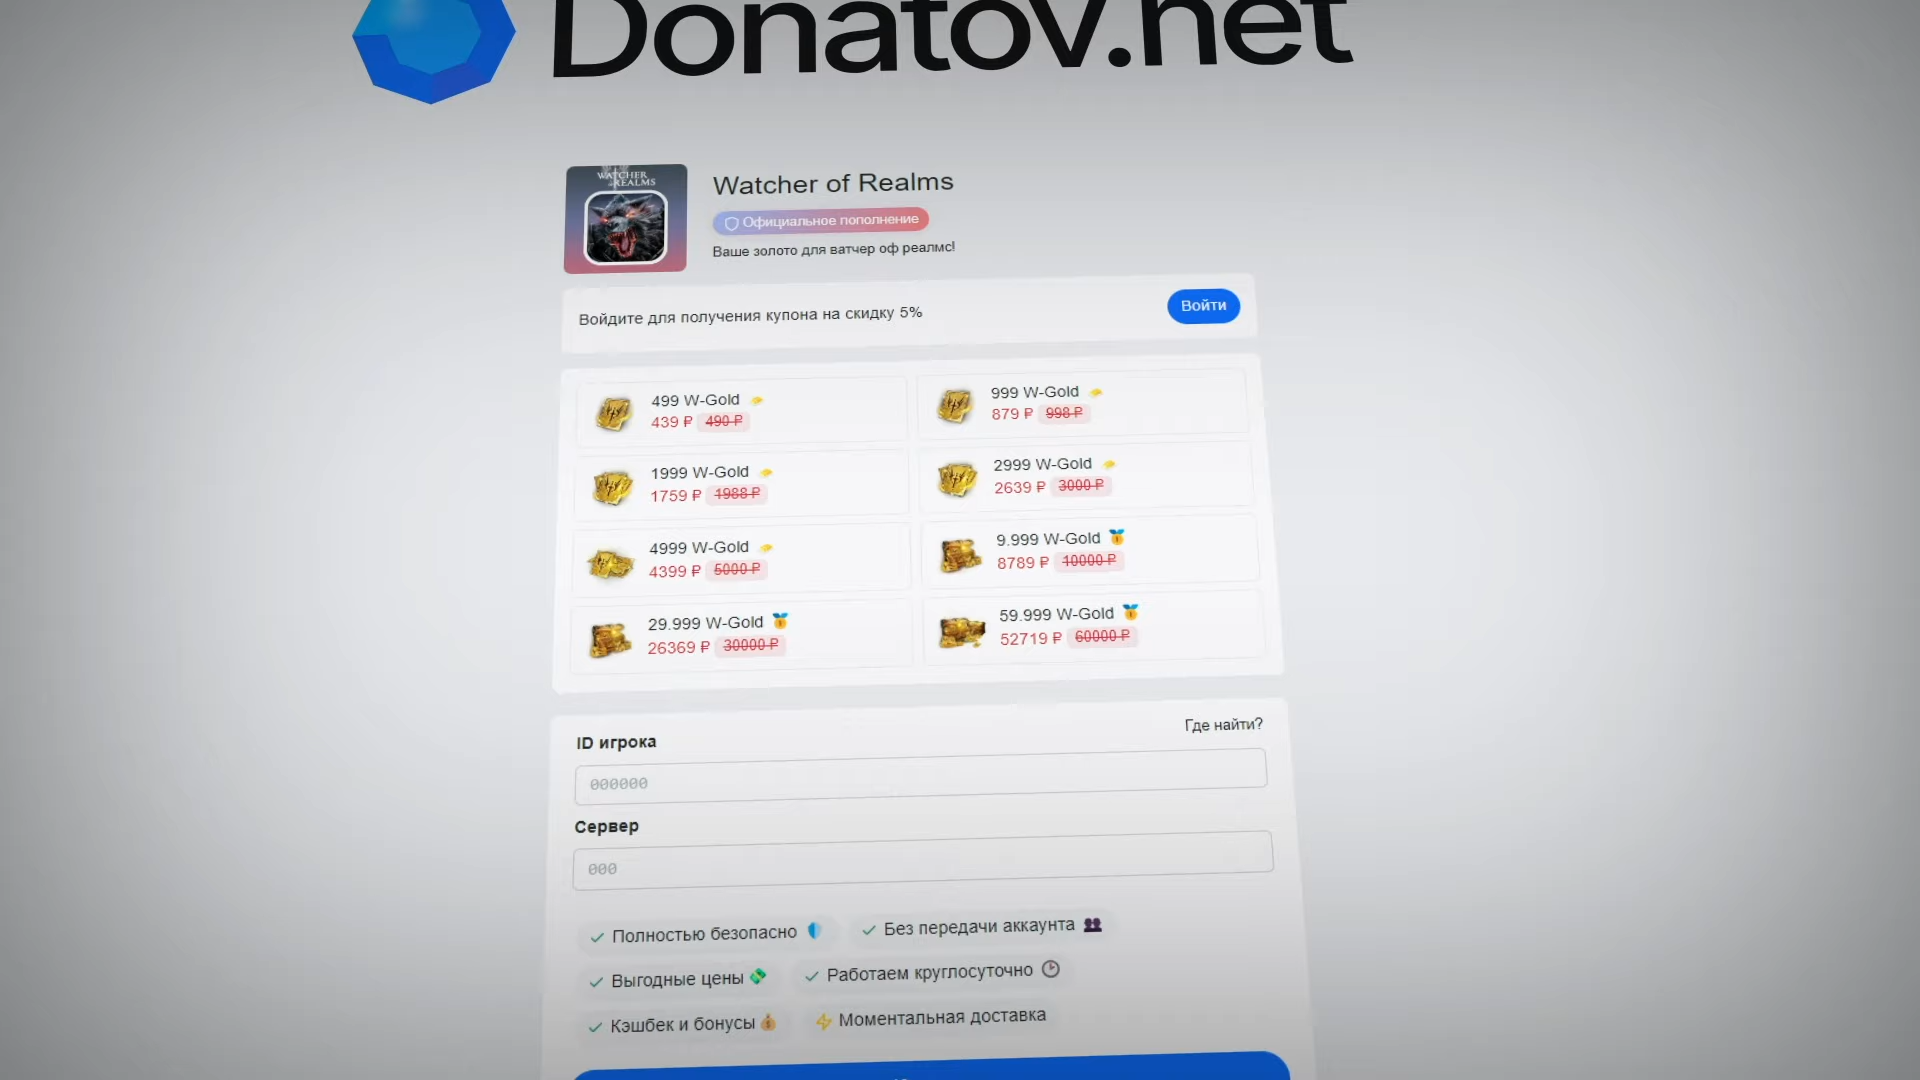 Donatov.net
WATCHER
of REALMS
Watcher of Realms
Официальное пополнение
Ваше золото для ватчер оф реалмс!
Войдите для получения купона на скидку 5%
Войти
499 W-Gold
439 ₽ 490 ₽
999 W-Gold
879 ₽ 998 ₽
1999 W-Gold
1759 ₽ 1988 ₽
2999 W-Gold
2639 ₽ 3000 ₽
4999 W-Gold
4399 ₽ 5000 ₽
9.999 W-Gold
8789 ₽ 10000 ₽
29.999 W-Gold
26369 ₽ 30000 ₽
59.999 W-Gold
52719 ₽ 60000 ₽
ID игрока
Где найти?
000000
Сервер
000
Полностью безопасно
Без передачи аккаунта
Выгодные цены
Работаем круглосуточно
Кэшбек и бонусы
Моментальная доставка